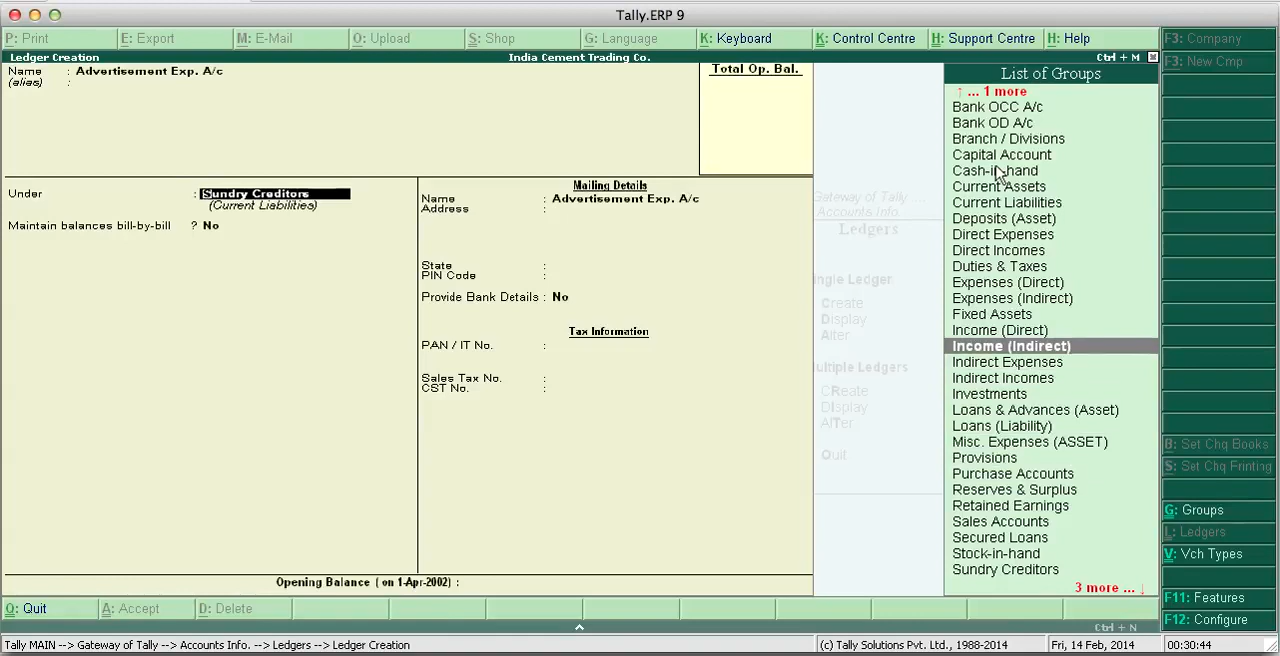 Tally.ERP 9
P: Print
E: Export
M: E-Mail
O: Upload
S: Shop
G: Language
K: Keyboard
K: Control Centre
H: Support Centre
H: Help
F3: Company
F3: New Cmp
Ledger Creation
India Cement Trading Co.
Ctrl + M
Name : Advertisement Exp. A/c
(alias) :
Total Op. Bal.
Under : Sundry Creditors
(Current Liabilities)
Maintain balances bill-by-bill ? No
Mailing Details
Name : Advertisement Exp. A/c
Address :
State :
PIN Code :
Provide Bank Details : No
Tax Information
PAN / IT No. :
Sales Tax No. :
CST No. :
Opening Balance ( on 1-Apr-2002) :
Gateway of Tally ....
Accounts Info. ...
Ledgers
ingle Ledger
Create
Display
Alter
ultiple Ledgers
CReate
DIsplay
AlTer
Quit
List of Groups
↑ ... 1 more
Bank OCC A/c
Bank OD A/c
Branch / Divisions
Capital Account
Cash-in-hand
Current Assets
Current Liabilities
Deposits (Asset)
Direct Expenses
Direct Incomes
Duties & Taxes
Expenses (Direct)
Expenses (Indirect)
Fixed Assets
Income (Direct)
Income (Indirect)
Indirect Expenses
Indirect Incomes
Investments
Loans & Advances (Asset)
Loans (Liability)
Misc. Expenses (ASSET)
Provisions
Purchase Accounts
Reserves & Surplus
Retained Earnings
Sales Accounts
Secured Loans
Stock-in-hand
Sundry Creditors
3 more ... ↓
B: Set Chq Books
S: Set Chq Printing
G: Groups
L: Ledgers
V: Vch Types
F11: Features
F12: Configure
Q: Quit
A: Accept
D: Delete
Ctrl + N
Tally MAIN --> Gateway of Tally --> Accounts Info. --> Ledgers --> Ledger Creation
(c) Tally Solutions Pvt. Ltd., 1988-2014
Fri, 14 Feb, 2014
00:30:44